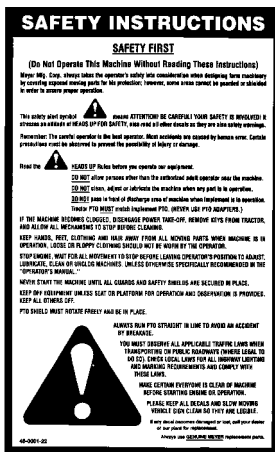 SAFETY INSTRUCTIONS
SAFETY FIRST
(Do Not Operate This Machine Without Reading These Instructions)
Meyer Mfg. Corp. always takes the operator's safety into consideration when designing farm machinery
by covering exposed moving parts for his protection; however, some areas cannot be guarded or shielded
in order to assure proper operation.
This safety alert symbol means ATTENTION! BE CAREFUL! YOUR SAFETY IS INVOLVED! It
stresses an attitude of HEADS UP FOR SAFETY, also read all other decals as they are also safety warnings.
Remember: The careful operator is the best operator. Most accidents are caused by human error. Certain
precautions must be observed to prevent the possibility of injury or damage.
Read the HEADS UP Rules before you operate our equipment.
DO NOT allow persons other than the authorized adult operator near the machine.
DO NOT clean, adjust or lubricate the machine when any part is in operation.
DO NOT pass in front of discharge area of machine when implement is in operation.
Tractor PTO MUST match implement PTO. (NEVER USE PTO ADAPTERS.)
IF THE MACHINE BECOMES CLOGGED, DISENGAGE POWER TAKE-OFF, REMOVE KEYS FROM TRACTOR,
AND ALLOW ALL MECHANISMS TO STOP BEFORE CLEANING.
KEEP HANDS, FEET, CLOTHING AND HAIR AWAY FROM ALL MOVING PARTS WHEN MACHINE IS IN
OPERATION, LOOSE OR FLOPPY CLOTHING SHOULD NOT BE WORN BY THE OPERATOR.
STOP ENGINE, WAIT FOR ALL MOVEMENT TO STOP BEFORE LEAVING OPERATOR'S POSITION TO ADJUST,
LUBRICATE, CLEAN OR UNCLOG MACHINES, UNLESS OTHERWISE SPECIFICALLY RECOMMENDED IN THE
"OPERATOR'S MANUAL."
NEVER START THE MACHINE UNTIL ALL GUARDS AND SAFETY SHIELDS ARE SECURED IN PLACE.
KEEP OFF EQUIPMENT UNLESS SEAT OR PLATFORM FOR OPERATION AND OBSERVATION IS PROVIDED.
KEEP ALL OTHERS OFF.
PTO SHIELD MUST ROTATE FREELY AND BE IN PLACE.
ALWAYS RUN PTO STRAIGHT IN LINE TO AVOID AN ACCIDENT
BY BREAKAGE.
YOU MUST OBSERVE ALL APPLICABLE TRAFFIC LAWS WHEN
TRANSPORTING ON PUBLIC ROADWAYS (WHERE LEGAL TO
DO SO). CHECK LOCAL LAWS FOR ALL HIGHWAY LIGHTING
AND MARKING REQUIREMENTS AND COMPLY WITH
THESE LAWS.
MAKE CERTAIN EVERYONE IS CLEAR OF MACHINE
BEFORE STARTING ENGINE OR OPERATION.
PLEASE KEEP ALL DECALS AND SLOW MOVING
VEHICLE SIGN CLEAN SO THEY ARE LEGIBLE.
If any decal becomes damaged or lost, call your dealer
or our plant for replacement.
Always use GENUINE MEYER replacement parts.
46-0001-22